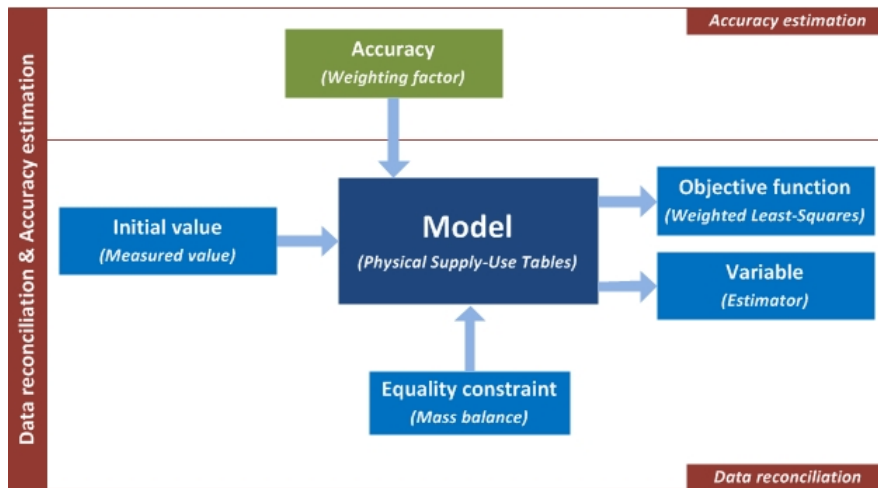 Data reconciliation & Accuracy estimation
Accuracy estimation
Accuracy
(Weighting factor)
Initial value
(Measured value)
Model
(Physical Supply-Use Tables)
Objective function
(Weighted Least-Squares)
Variable
(Estimator)
Equality constraint
(Mass balance)
Data reconciliation